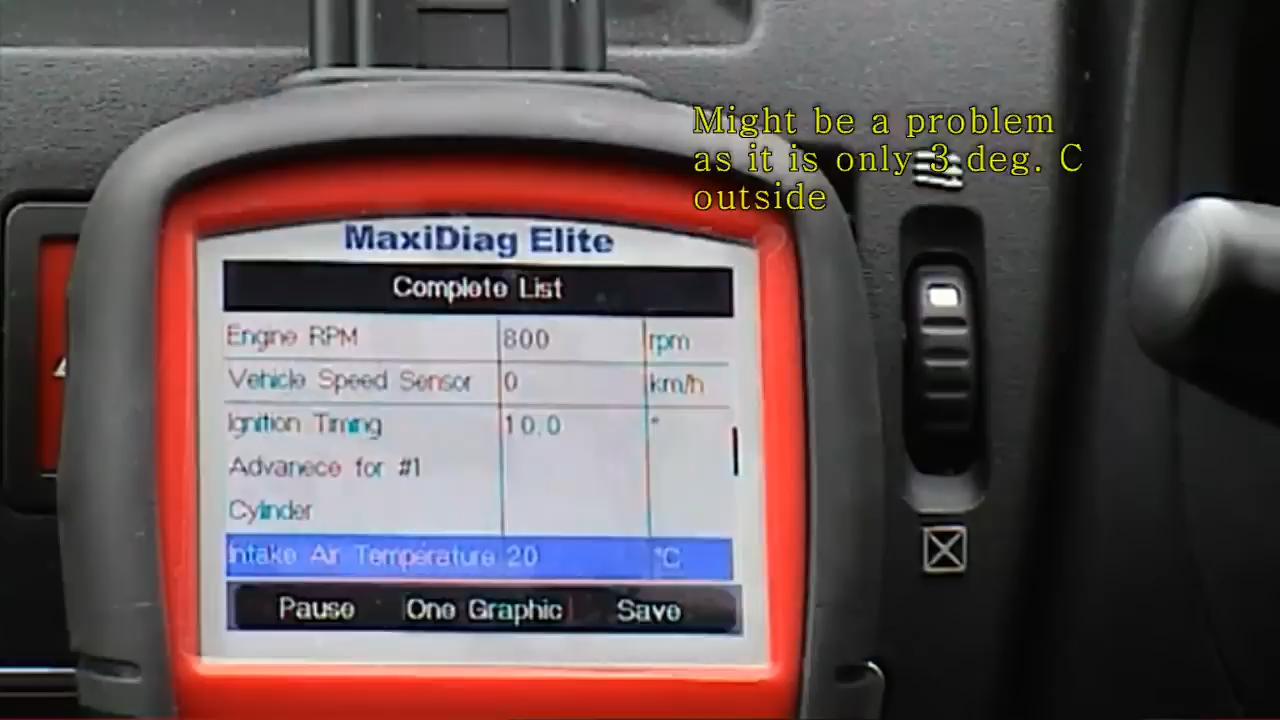 Might be a problem
as it is only 3 deg. C
outside
MaxiDiag Elite
Complete List
Engine RPM 800 rpm
Vehicle Speed Sensor 0 km/h
Ignition Timing 10.0 °
Advanece for #1
Cylinder
Intake Air Temperature 20 °C
Pause One Graphic Save